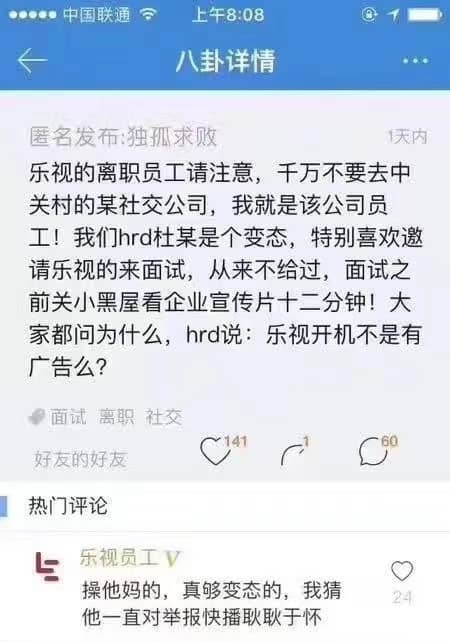 中国联通 上午8:08
八卦详情
匿名发布:独孤求败 1天内
乐视的离职员工请注意，千万不要去中
关村的某社交公司，我就是该公司员
工！我们hrd杜某是个变态，特别喜欢邀
请乐视的来面试，从来不给过，面试之
前关小黑屋看企业宣传片十二分钟！大
家都问为什么，hrd说：乐视开机不是有
广告么？
面试 离职 社交
好友的好友 141 1 60
热门评论
乐视员工 V
操他妈的，真够变态的，我猜 24
他一直对举报快播耿耿于怀